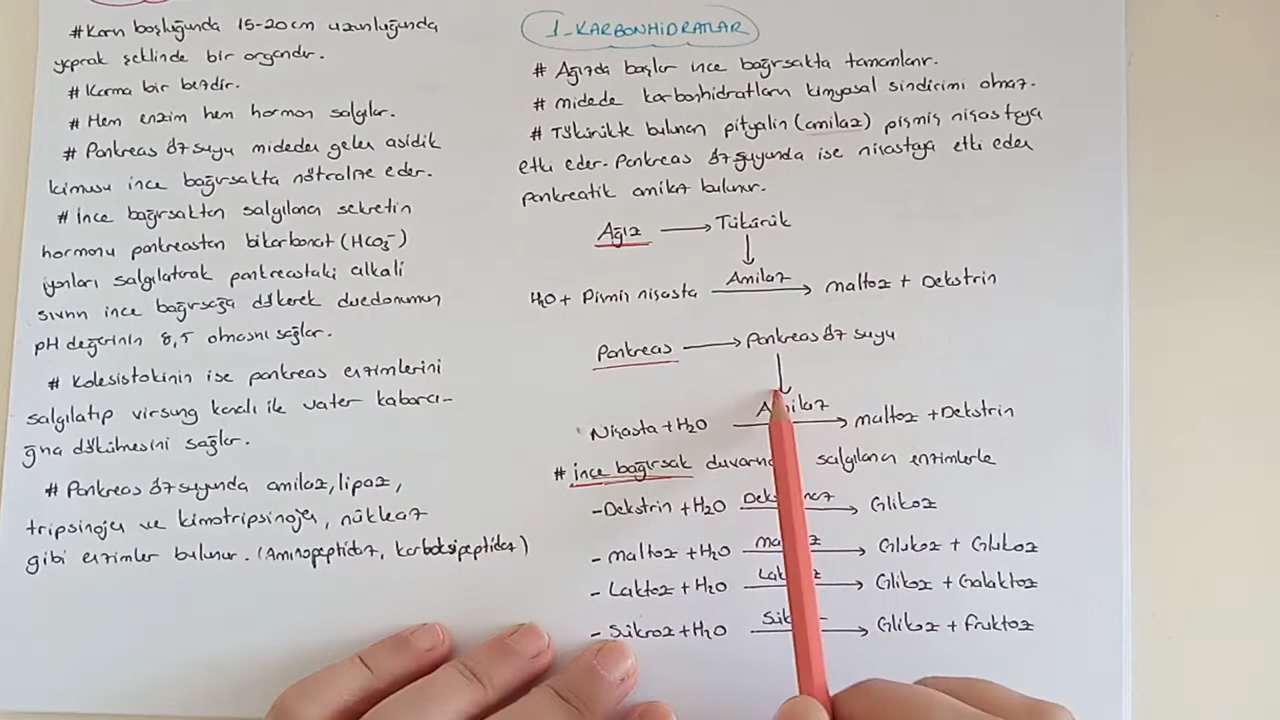 # Karın boşluğunda 15-20cm uzunluğunda
yaprak şeklinde bir organdır.
# Karma bir bezdir.
# Hem enzim hem hormon salgılar.
# Pankreas öz suyu mideden gelen asidik
kimusu ince bağırsakta nötralize eder.
# İnce bağırsaktan salgılanan sekretin
hormonu pankreastan bikarbonat (HCO3⁻)
iyonları salgılatarak pankreastaki alkali
sıvının ince bağırsağa dökerek duedonumun
pH değerinin 8,5 olmasını sağlar.
# Kolesistokinin ise pankreas enzimlerini
salgılatıp virsung kanalı ile vater kabarcı-
ğına dökülmesini sağlar.
# Pankreas öz suyunda amilaz, lipaz,
tripsinojen ve kimotripsinojen, nükleaz
gibi enzimler bulunur. (Aminopeptidaz, karboksipeptidaz)
1-KARBONHİDRATLAR
# Ağızda başlar ince bağırsakta tamamlanır.
# midede karbonhidratların kimyasal sindirimi olmaz.
# Tükürükte bulunan pityalin (amilaz) pişmiş nişastaya
etki eder. Pankreas öz suyunda ise nişastaya etki eden
pankreatik amilaz bulunur.
Ağız → Tükürük
↓
H2O + Pişmiş nişasta Amilaz → maltoz + Dekstrin
Pankreas → Pankreas öz suyu
↓
Nişasta + H2O → maltoz + Dekstrin
# İnce bağırsak salgılanan enzimlerle
- Dekstrin + H2O → Glikoz
- maltoz + H2O → Glukoz + Glukoz
- Laktoz + H2O → Glikoz + Galaktoz
- Sükroz + H2O → Glikoz + fruktoz